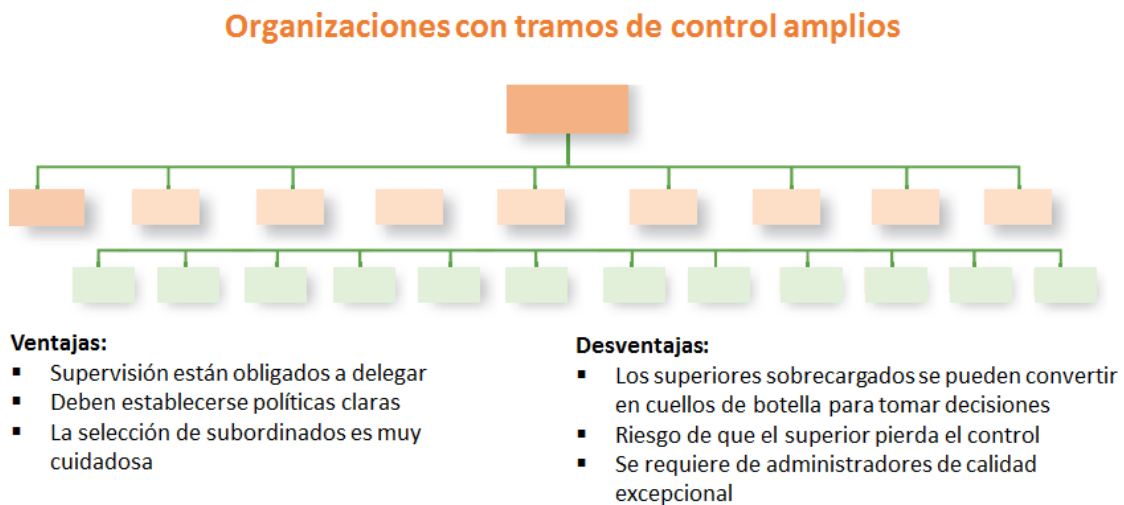 Organizaciones con tramos de control amplios
Ventajas:
▪ Supervisión están obligados a delegar
▪ Deben establecerse políticas claras
▪ La selección de subordinados es muy
cuidadosa
Desventajas:
▪ Los superiores sobrecargados se pueden convertir
en cuellos de botella para tomar decisiones
▪ Riesgo de que el superior pierda el control
▪ Se requiere de administradores de calidad
excepcional